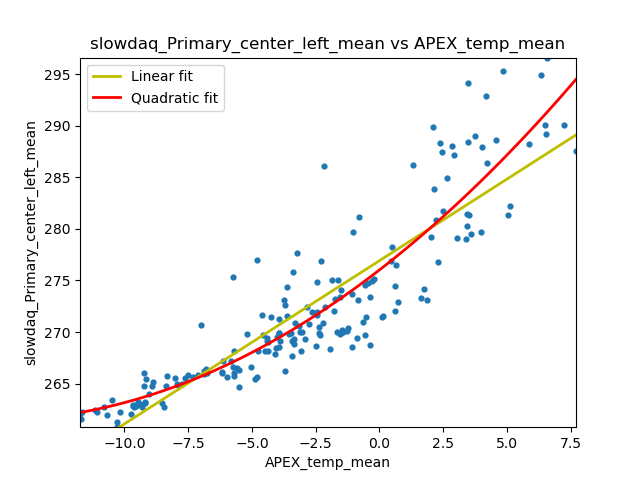 slowdaq_Primary_center_left_mean vs APEX_temp_mean
Linear fit
Quadratic fit
295
290
285
280
275
270
265
slowdaq_Primary_center_left_mean
−10.0 −7.5 −5.0 −2.5 0.0 2.5 5.0 7.5
APEX_temp_mean